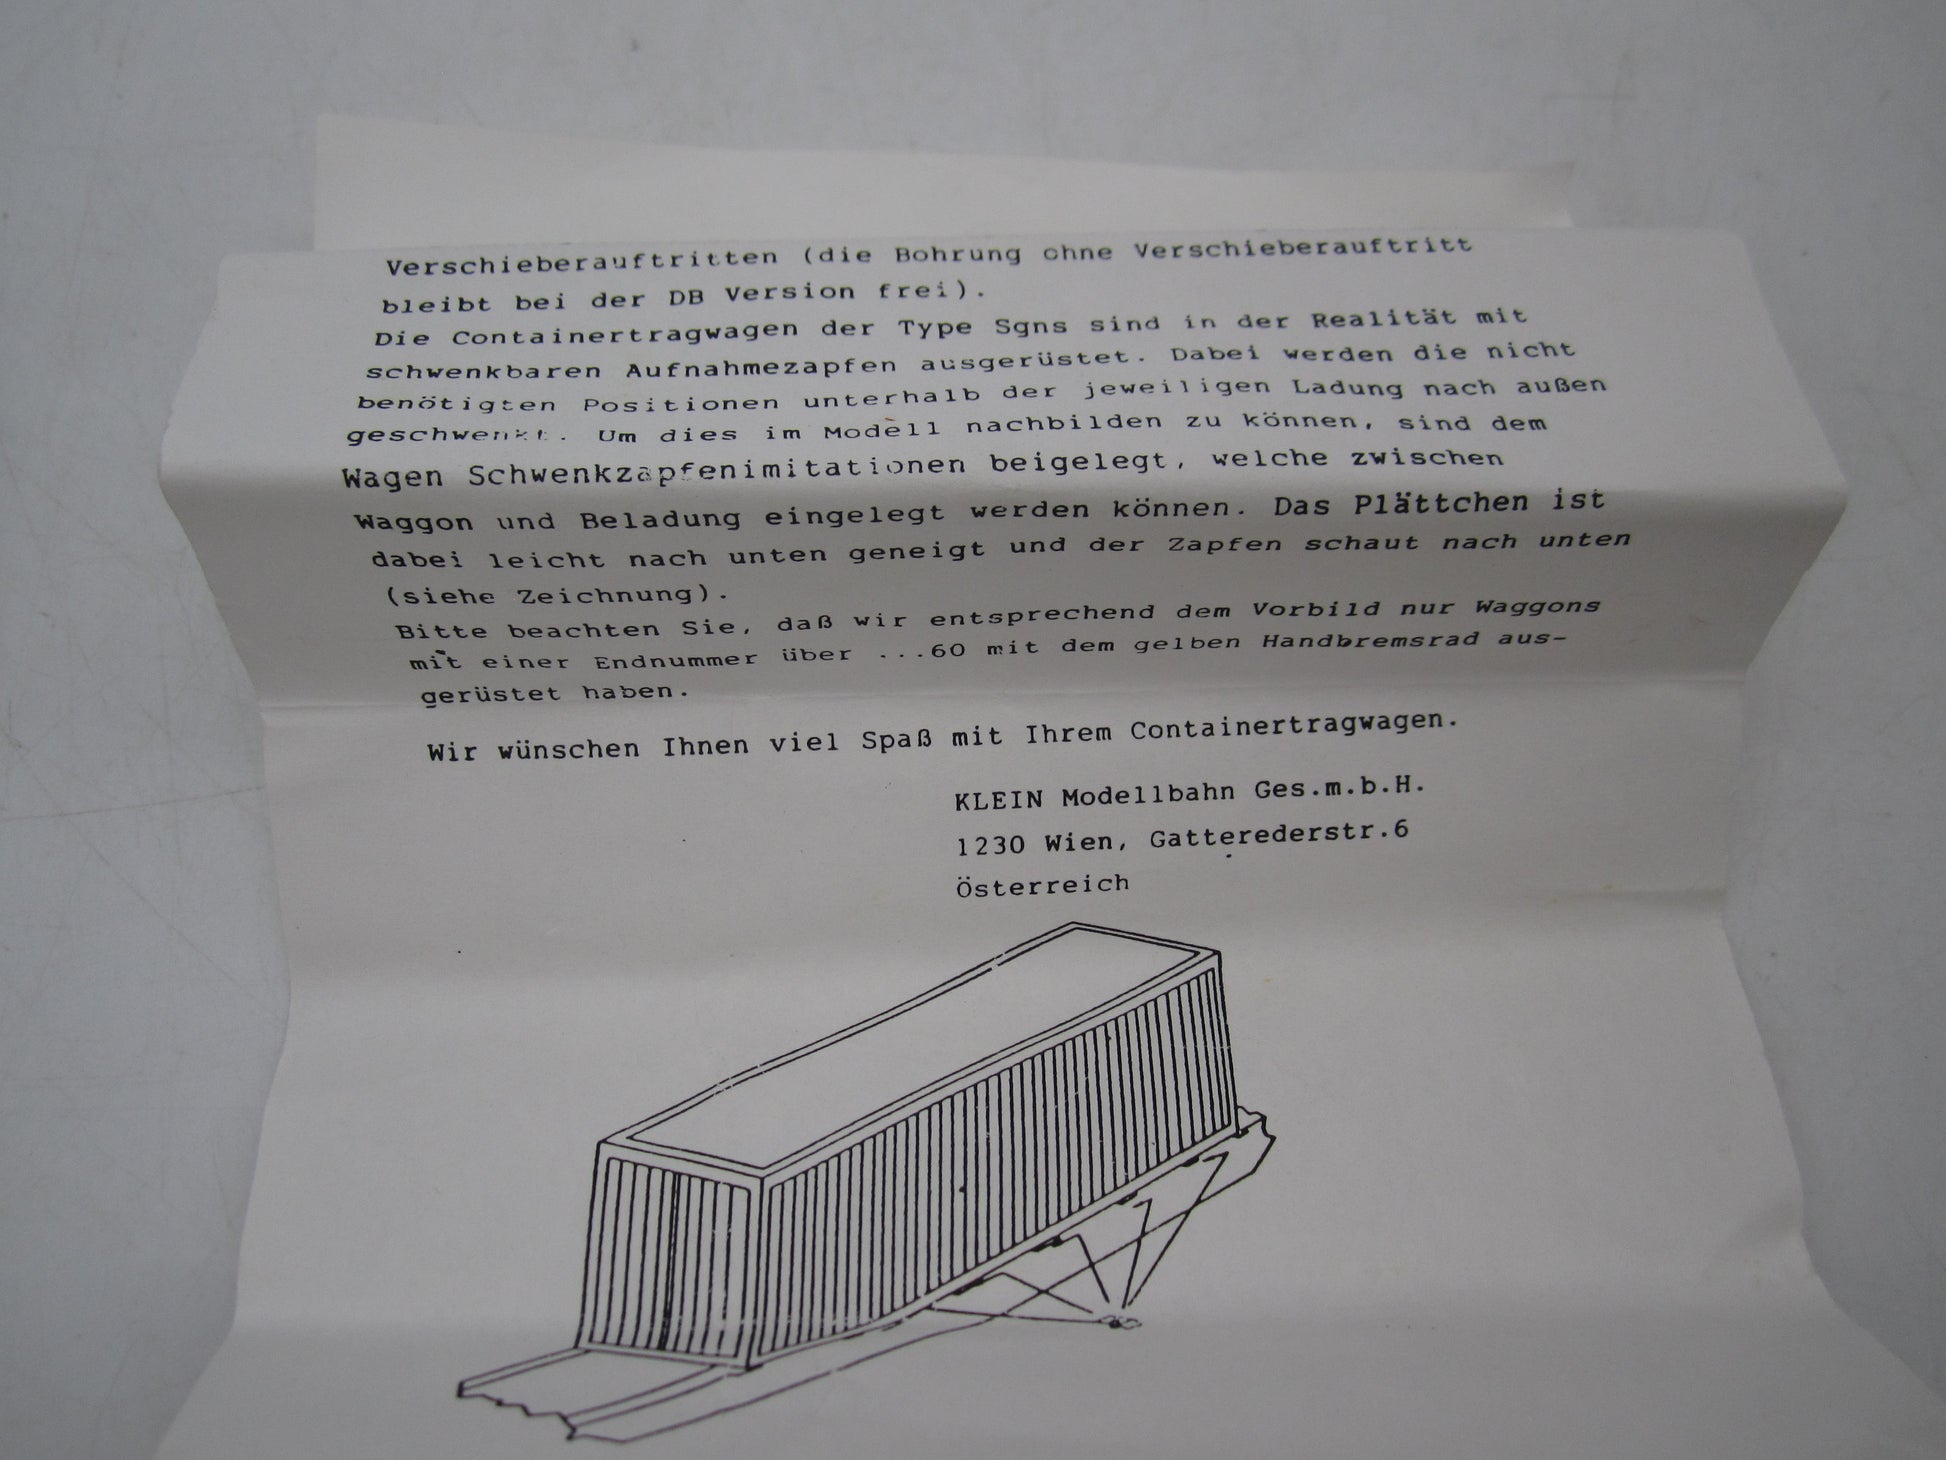 Verschieberauftritten (die Bohrung ohne Verschieberauftritt
bleibt bei der DB Version frei).
Die Containertragwagen der Type Sgns sind in der Realität mit
schwenkbaren Aufnahmezapfen ausgerüstet. Dabei werden die nicht
benötigten Positionen unterhalb der jeweiligen Ladung nach außen
geschwenkt. Um dies im Modell nachbilden zu können, sind dem
Wagen Schwenkzapfenimitationen beigelegt, welche zwischen
Waggon und Beladung eingelegt werden können. Das Plättchen ist
dabei leicht nach unten geneigt und der Zapfen schaut nach unten
(siehe Zeichnung).
Bitte beachten Sie, daß wir entsprechend dem Vorbild nur Waggons
mit einer Endnummer über ...60 mit dem gelben Handbremsrad aus-
gerüstet haben.
Wir wünschen Ihnen viel Spaß mit Ihrem Containertragwagen.
KLEIN Modellbahn Ges.m.b.H.
1230 Wien, Gatterederstr.6
Österreich